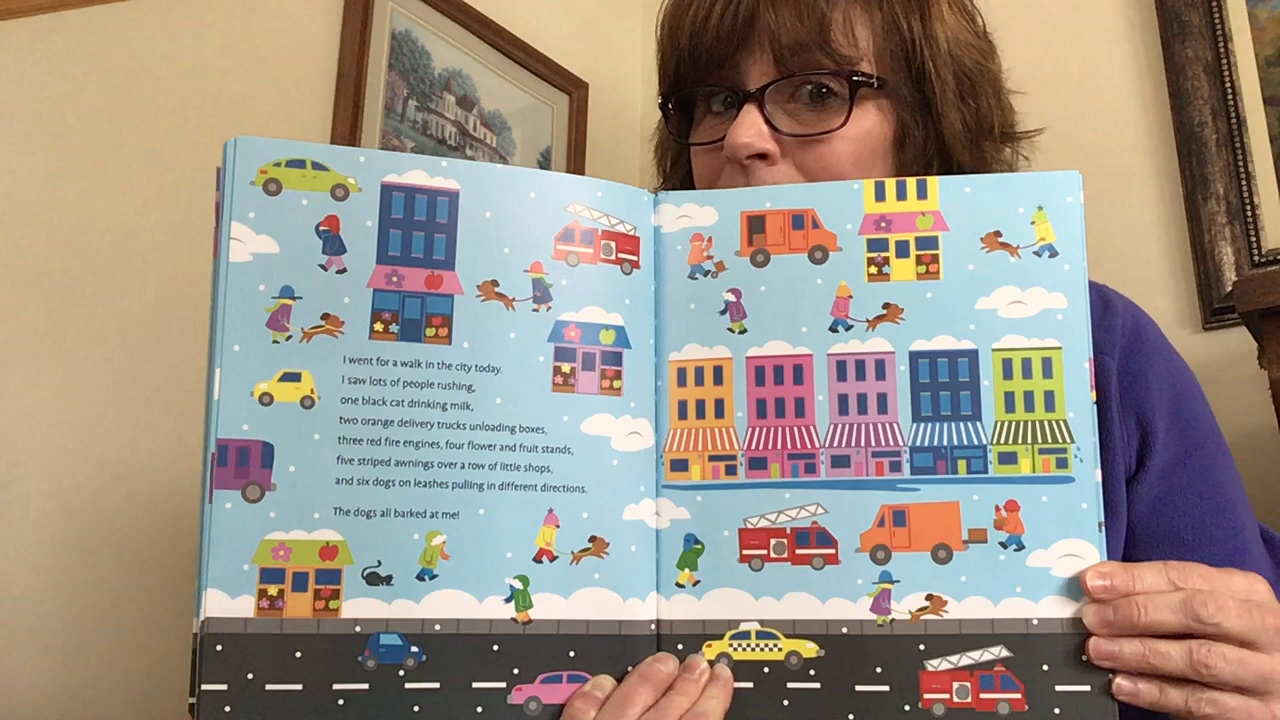 I went for a walk in the city today.
I saw lots of people rushing,
one black cat drinking milk,
two orange delivery trucks unloading boxes,
three red fire engines, four flower and fruit stands,
five striped awnings over a row of little shops,
and six dogs on leashes pulling in different directions.
The dogs all barked at me!